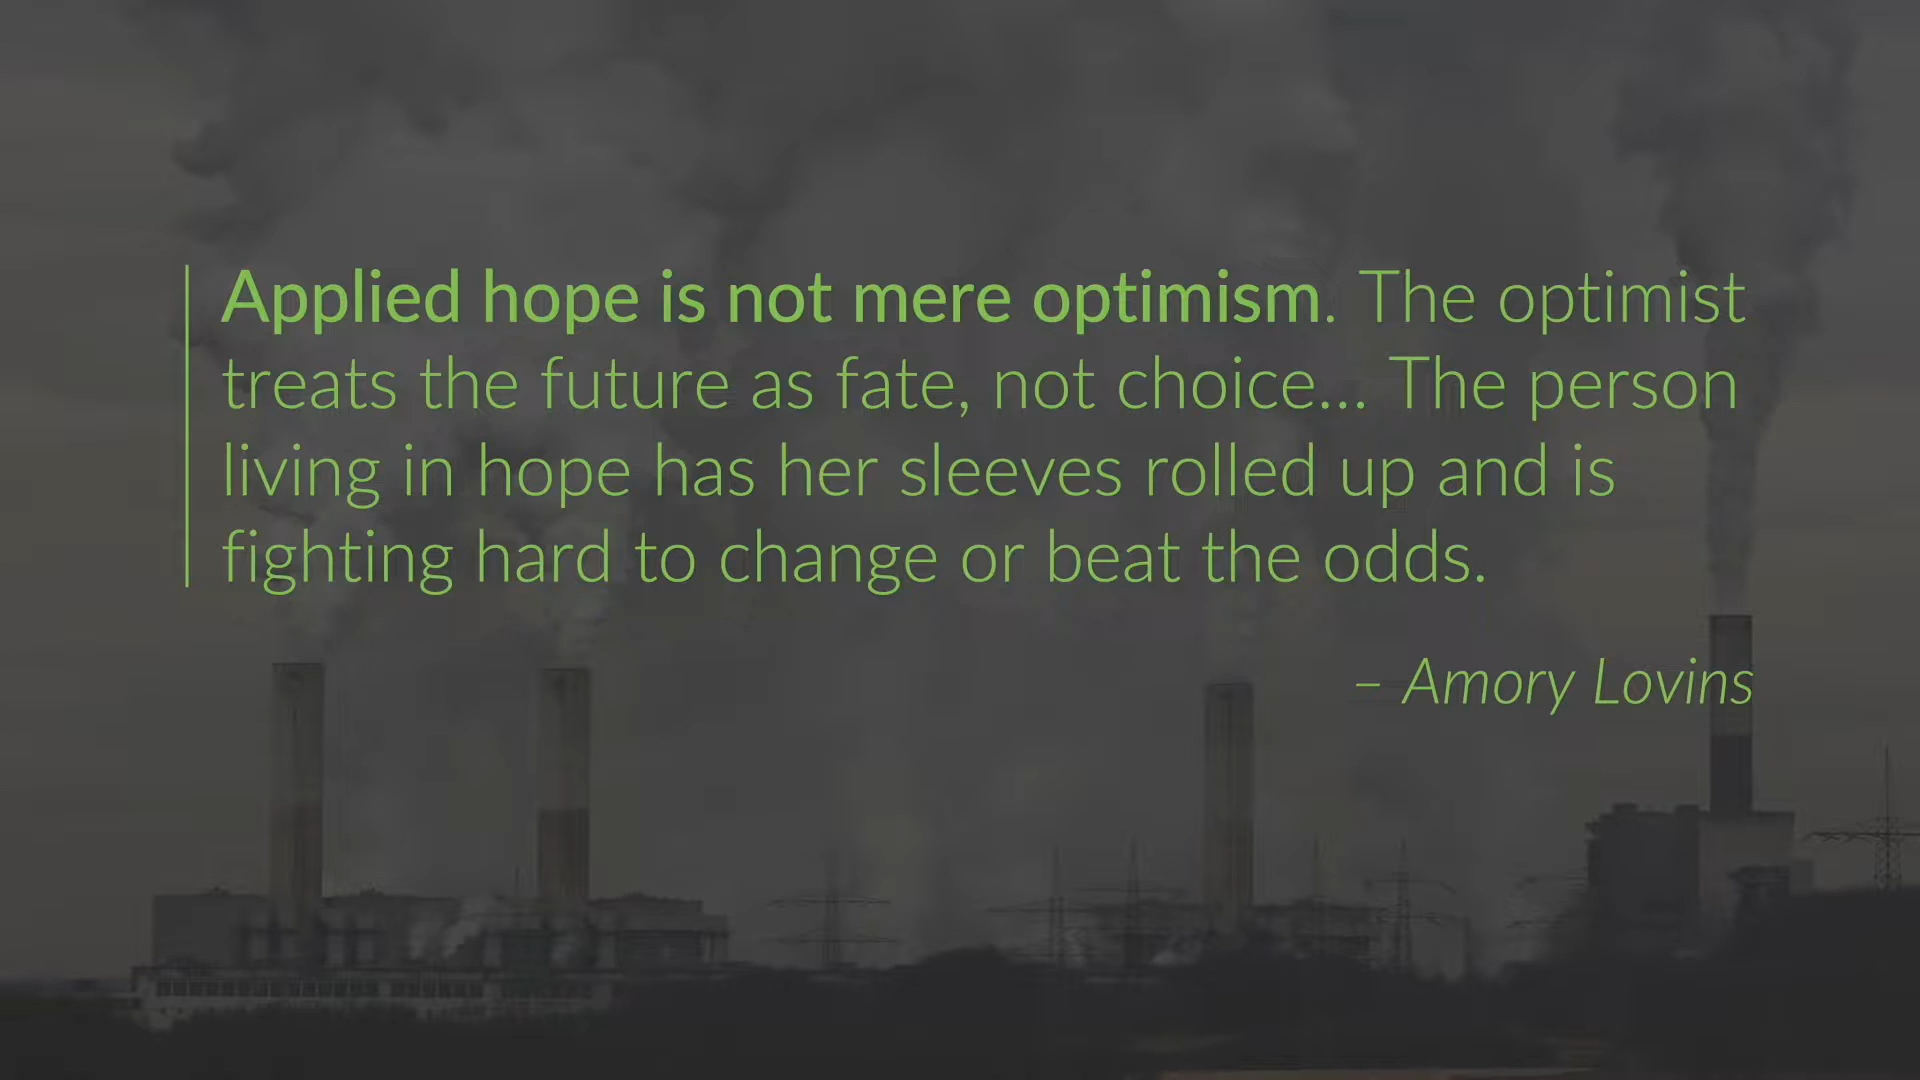 Applied hope is not mere optimism. The optimist
treats the future as fate, not choice... The person
living in hope has her sleeves rolled up and is
fighting hard to change or beat the odds.
– Amory Lovins